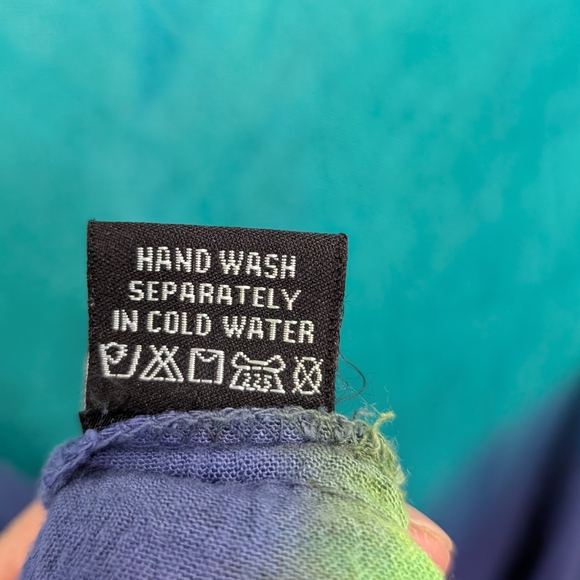 HAND WASH
SEPARATELY
IN COLD WATER